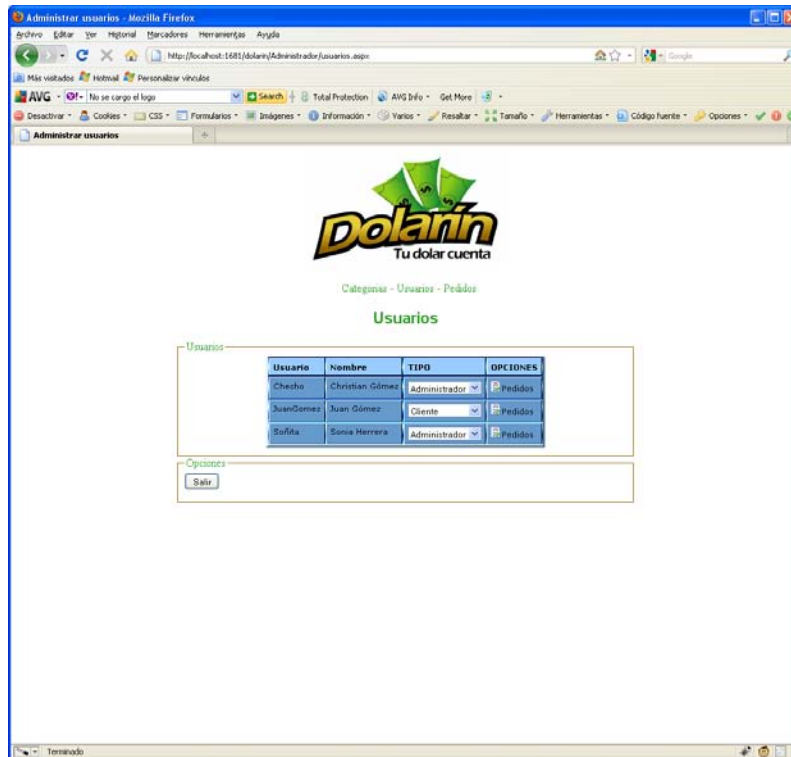 Administrar usuarios - Mozilla Firefox
Archivo Editar Ver Historial Marcadores Herramientas Ayuda
http://localhost:1681/dolarin/Administrador/usuarios.aspx Google
Más visitados Hotmail Personalizar vínculos
AVG No se cargo el logo Search Total Protection AVG Info Get More
Desactivar Cookies CSS Formularios Imágenes Información Varios Resaltar Tamaño Herramientas Código fuente Opciones
Administrar usuarios
Dolarín
Tu dolar cuenta
Categorias - Usuarios - Pedidos
Usuarios
Usuarios
Usuario Nombre TIPO OPCIONES
Checho Christian Gómez Administrador Pedidos
JuanGomez Juan Gómez Cliente Pedidos
Soñita Sonia Herrera Administrador Pedidos
Opciones
Salir
Terminado